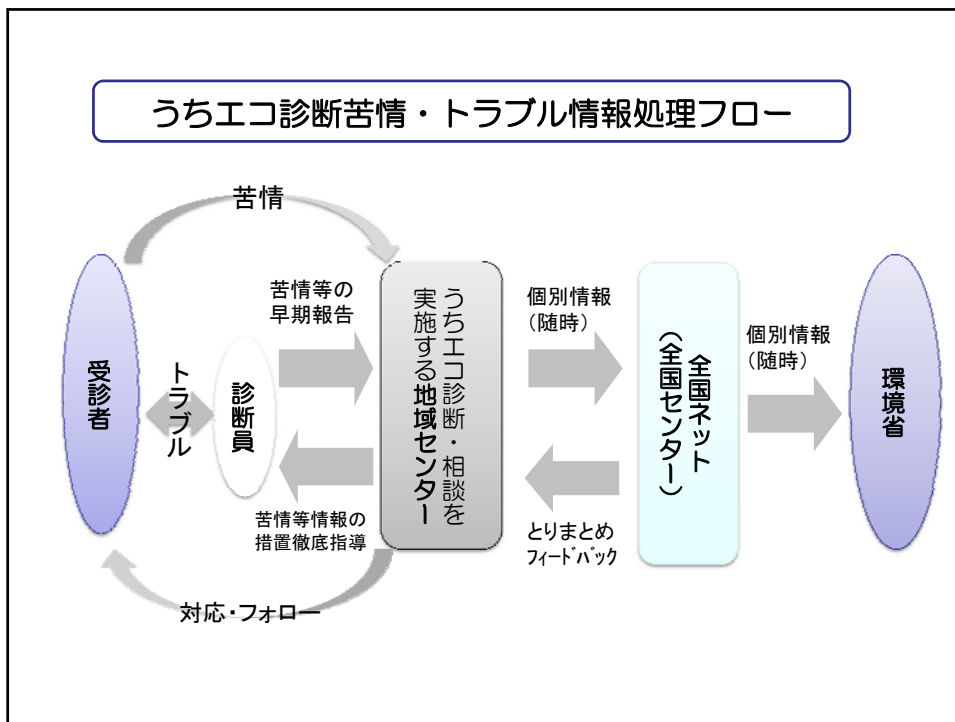 うちエコ診断苦情・トラブル情報処理フロー
苦情
受診者
トラブル
診断員
苦情等の
早期報告
苦情等情報の
措置徹底指導
対応・フォロー
うちエコ診断・相談を
実施する地域センター
個別情報
（随時）
とりまとめ
ﾌｨｰﾄﾞﾊﾞｯｸ
全国ネット
（全国センター）
個別情報
（随時）
環境省